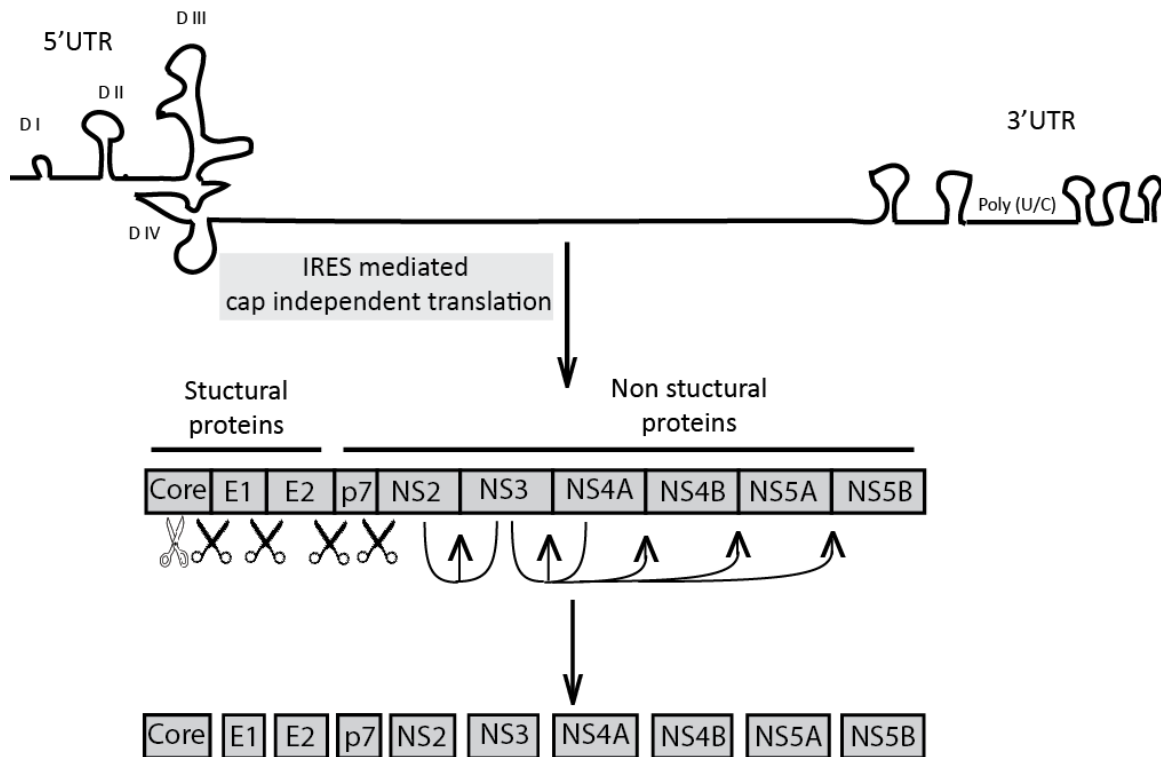 D III
5'UTR
D II
D I
3'UTR
Poly (U/C)
D IV
IRES mediated
cap independent translation
Stuctural
proteins
Non stuctural
proteins
Core E1 E2 p7 NS2 NS3 NS4A NS4B NS5A NS5B
Core E1 E2 p7 NS2 NS3 NS4A NS4B NS5A NS5B